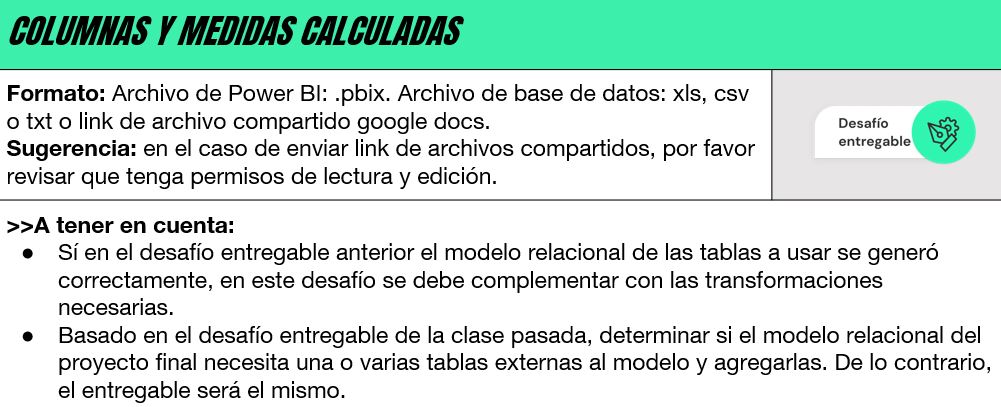 COLUMNAS Y MEDIDAS CALCULADAS
Formato: Archivo de Power BI: .pbix. Archivo de base de datos: xls, csv
o txt o link de archivo compartido google docs.
Sugerencia: en el caso de enviar link de archivos compartidos, por favor
revisar que tenga permisos de lectura y edición.
Desafío
entregable
>>A tener en cuenta:
● Sí en el desafío entregable anterior el modelo relacional de las tablas a usar se generó
correctamente, en este desafío se debe complementar con las transformaciones
necesarias.
● Basado en el desafío entregable de la clase pasada, determinar si el modelo relacional del
proyecto final necesita una o varias tablas externas al modelo y agregarlas. De lo contrario,
el entregable será el mismo.